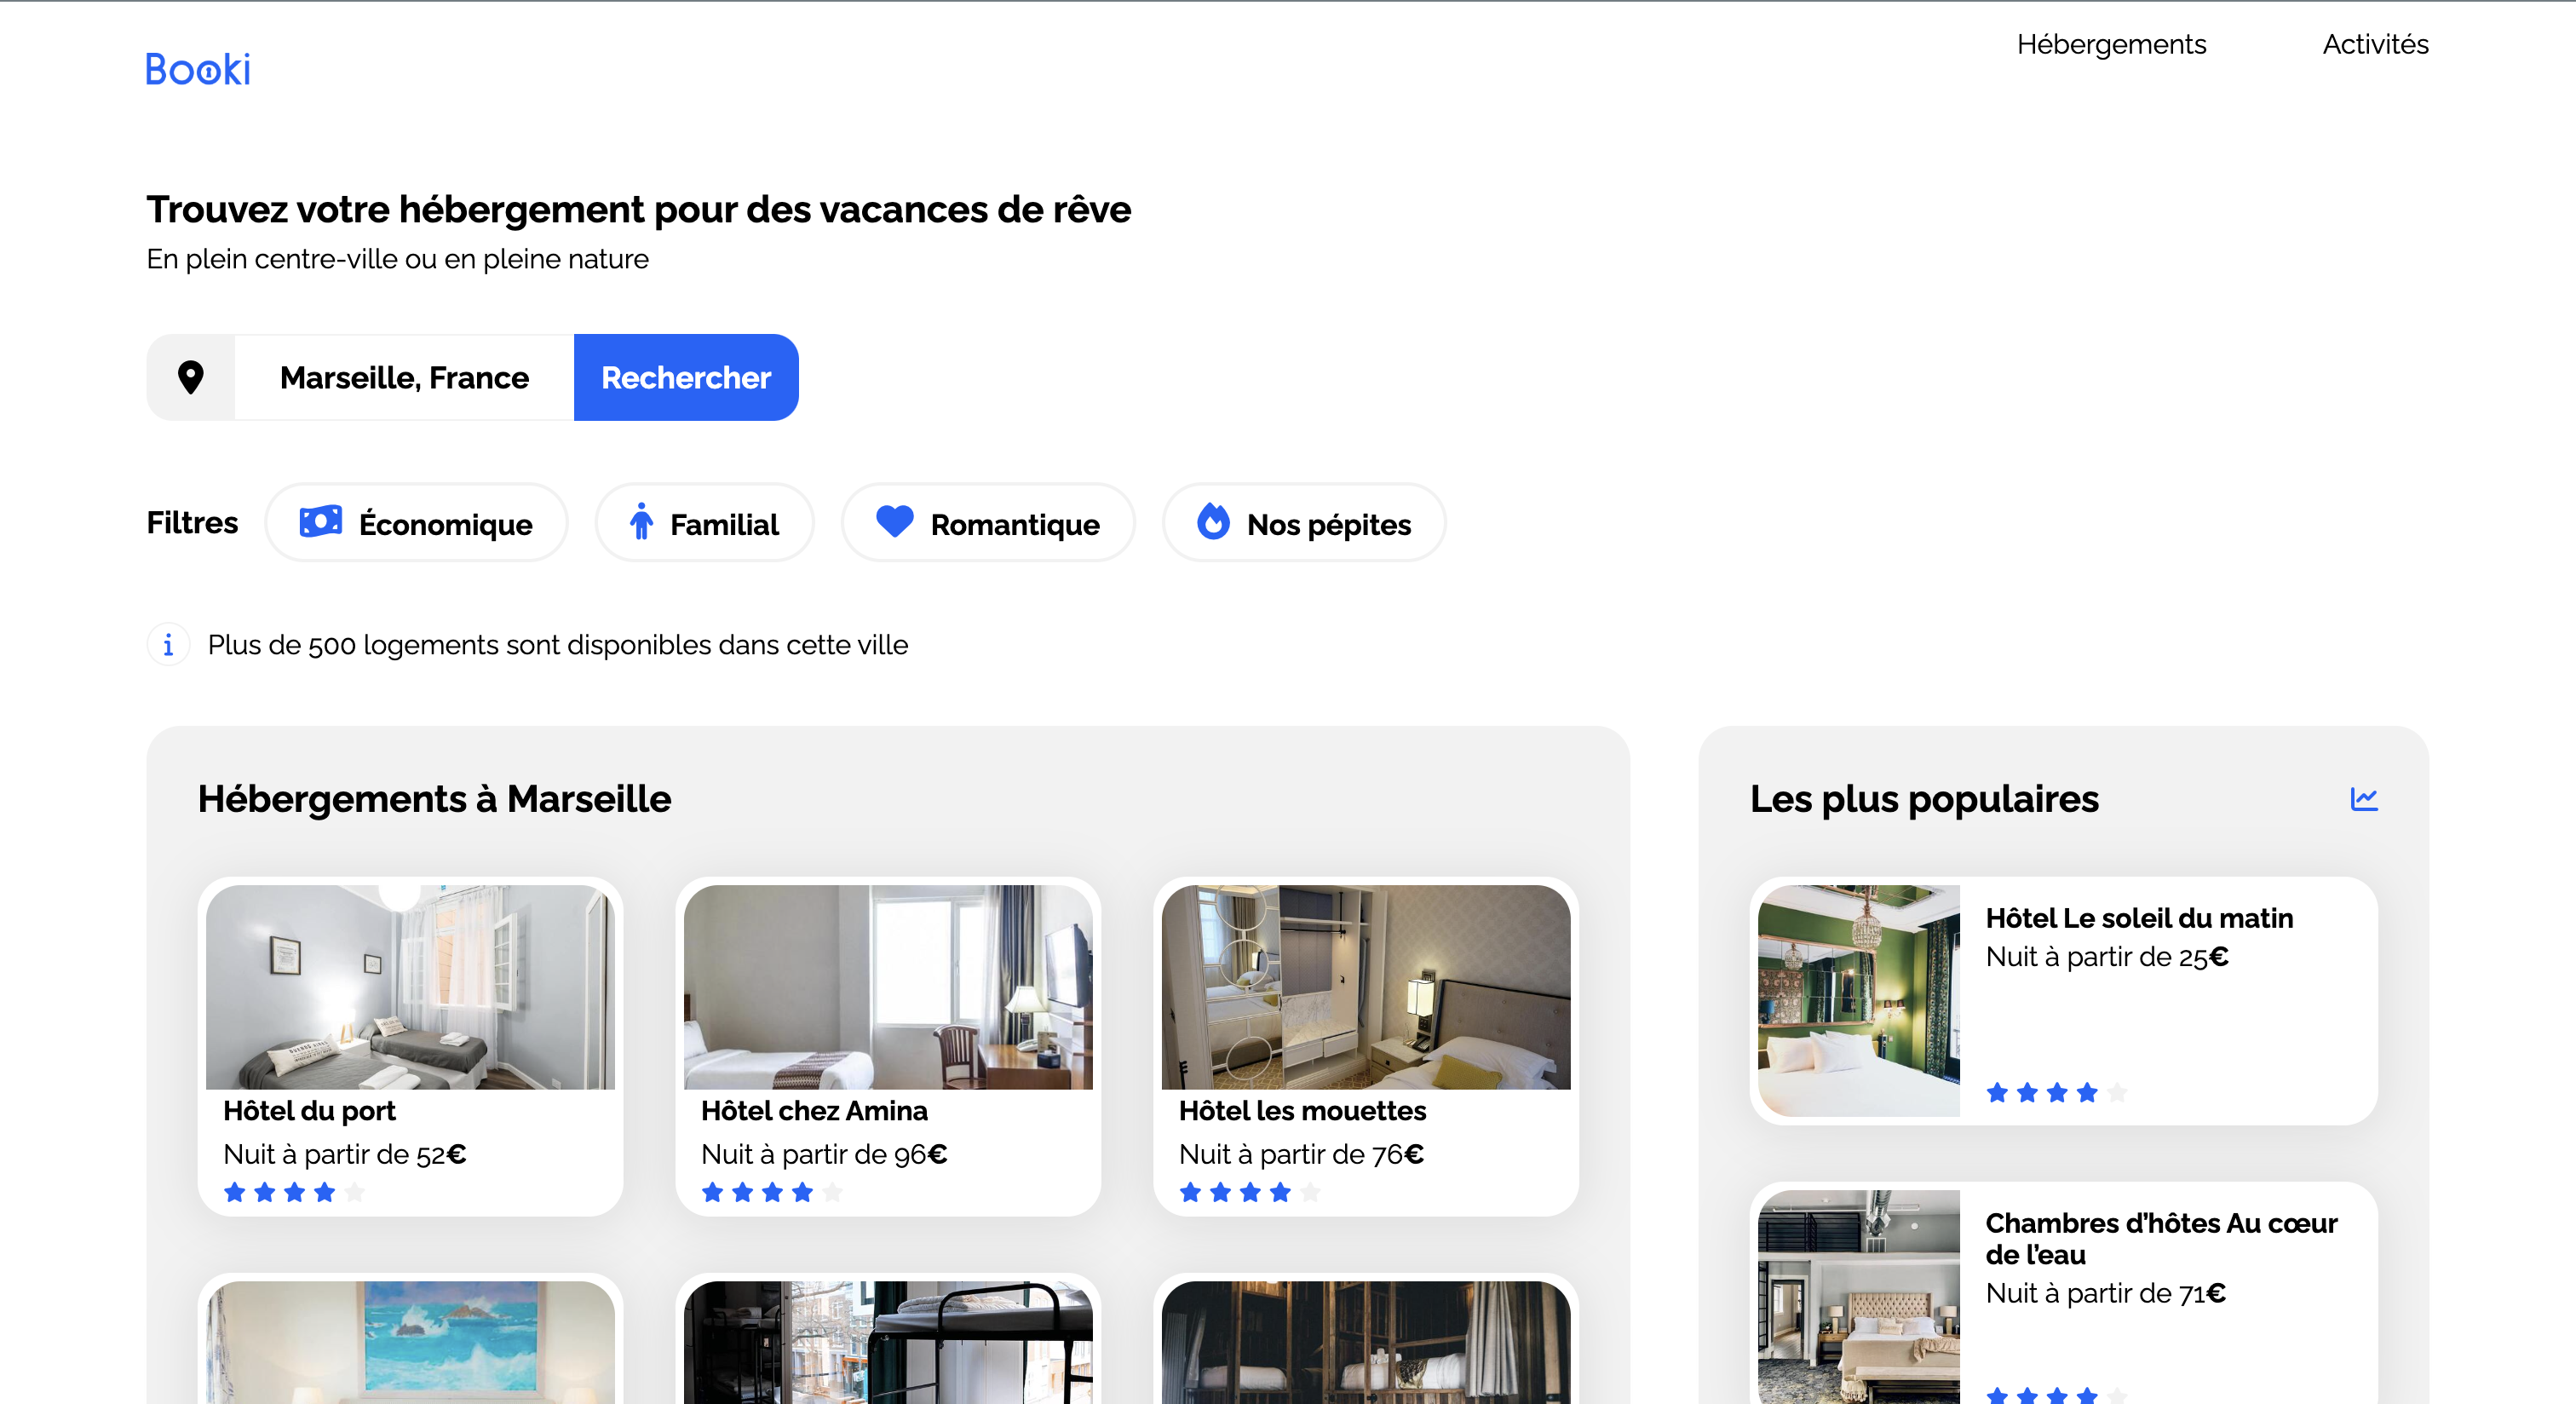 Booki
Hébergements
Activités
Trouvez votre hébergement pour des vacances de rêve
En plein centre-ville ou en pleine nature
Marseille, France
Rechercher
Filtres
Économique
Familial
Romantique
Nos pépites
Plus de 500 logements sont disponibles dans cette ville
Hébergements à Marseille
Hôtel du port
Nuit à partir de 52€
Hôtel chez Amina
Nuit à partir de 96€
Hôtel les mouettes
Nuit à partir de 76€
Les plus populaires
Hôtel Le soleil du matin
Nuit à partir de 25€
Chambres d’hôtes Au cœur
de l’eau
Nuit à partir de 71€